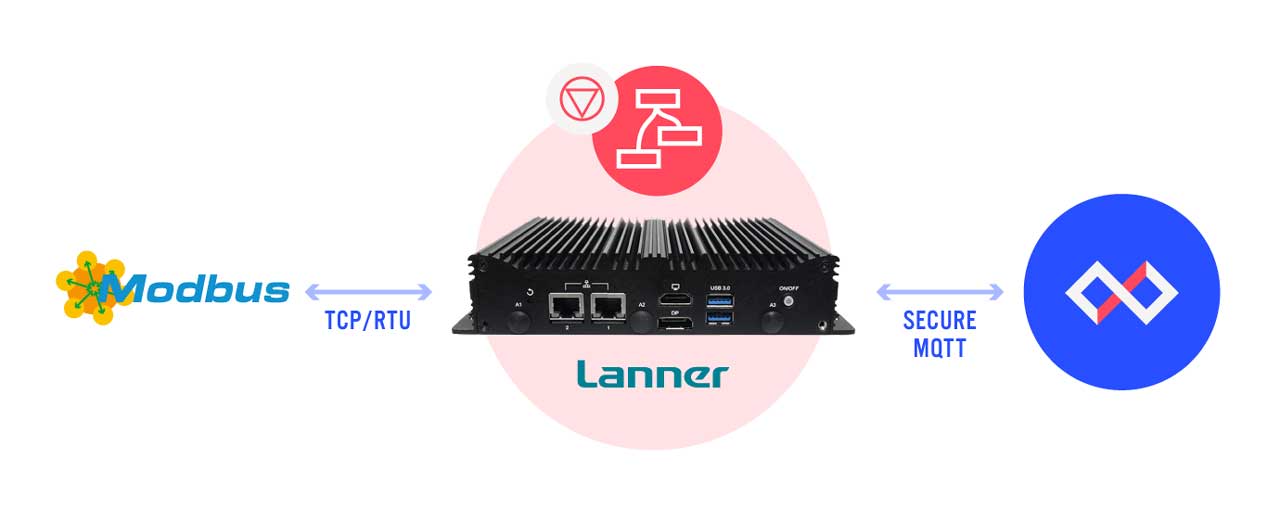 Modbus
TCP/RTU
A1
2
1
A2
DP
USB 3.0
A3
ON/OFF
Lanner
SECURE
MQTT